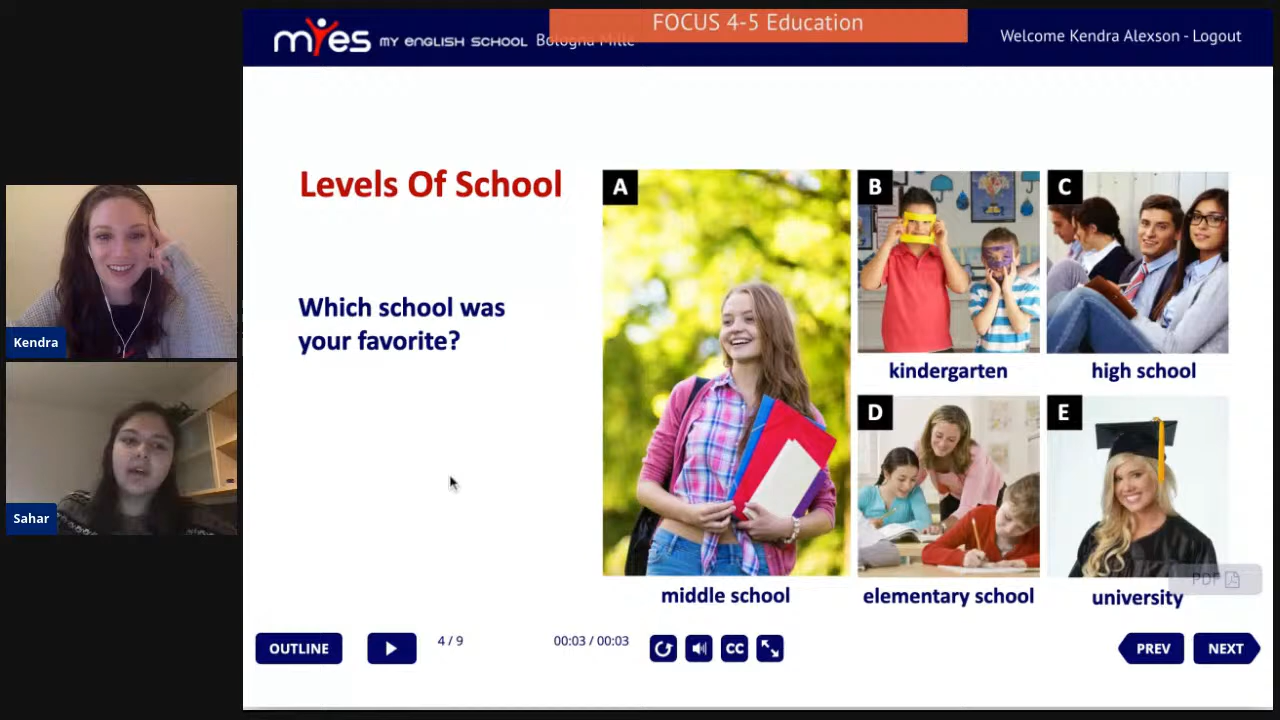 FOCUS 4-5 Education
myes MY ENGLISH SCHOOL Bologna Mille
Welcome Kendra Alexson - Logout
Levels Of School
Which school was
your favorite?
A
B
C
kindergarten
high school
D
E
middle school
elementary school
university
PDF
Kendra
Sahar
OUTLINE
4 / 9
00:03 / 00:03
CC
PREV
NEXT